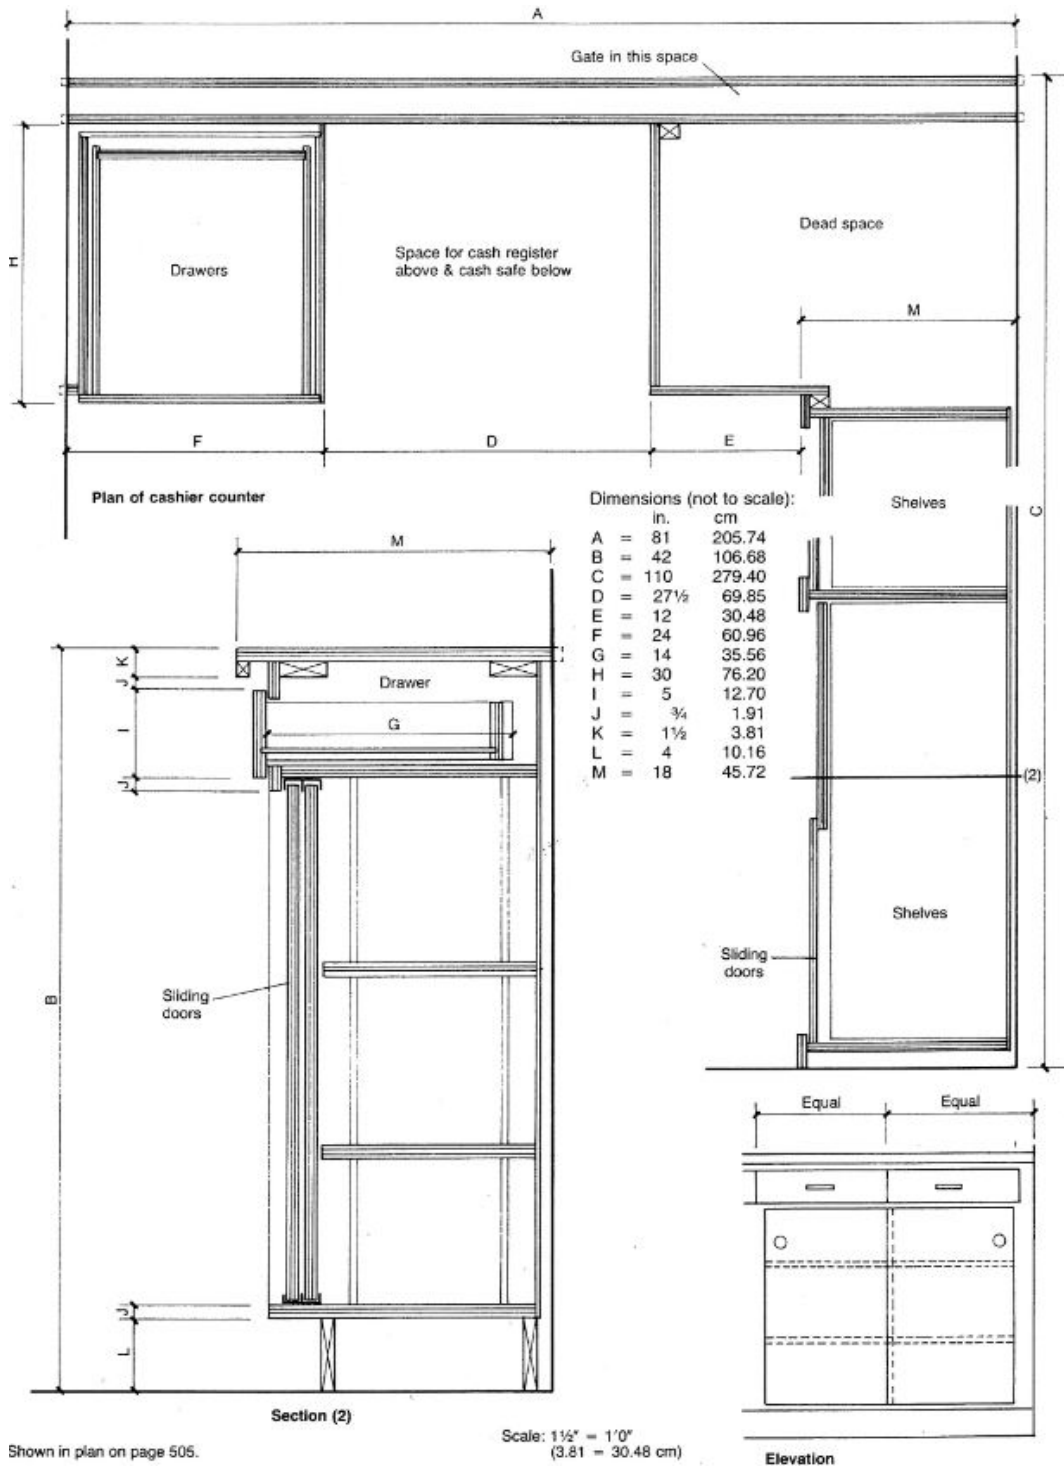 A
Gate in this space
H
Drawers
Space for cash register
above & cash safe below
Dead space
M
F
D
E
Plan of cashier counter
Dimensions (not to scale):
in. cm
A = 81 205.74
B = 42 106.68
C = 110 279.40
D = 27½ 69.85
E = 12 30.48
F = 24 60.96
G = 14 35.56
H = 30 76.20
I = 5 12.70
J = ¾ 1.91
K = 1½ 3.81
L = 4 10.16
M = 18 45.72
Shelves
C
(2)
Shelves
Sliding
doors
M
K
J
I
J
Drawer
G
B
Sliding
doors
J
L
Section (2)
Equal
Equal
Shown in plan on page 505.
Scale: 1½" = 1'0"
(3.81 = 30.48 cm)
Elevation